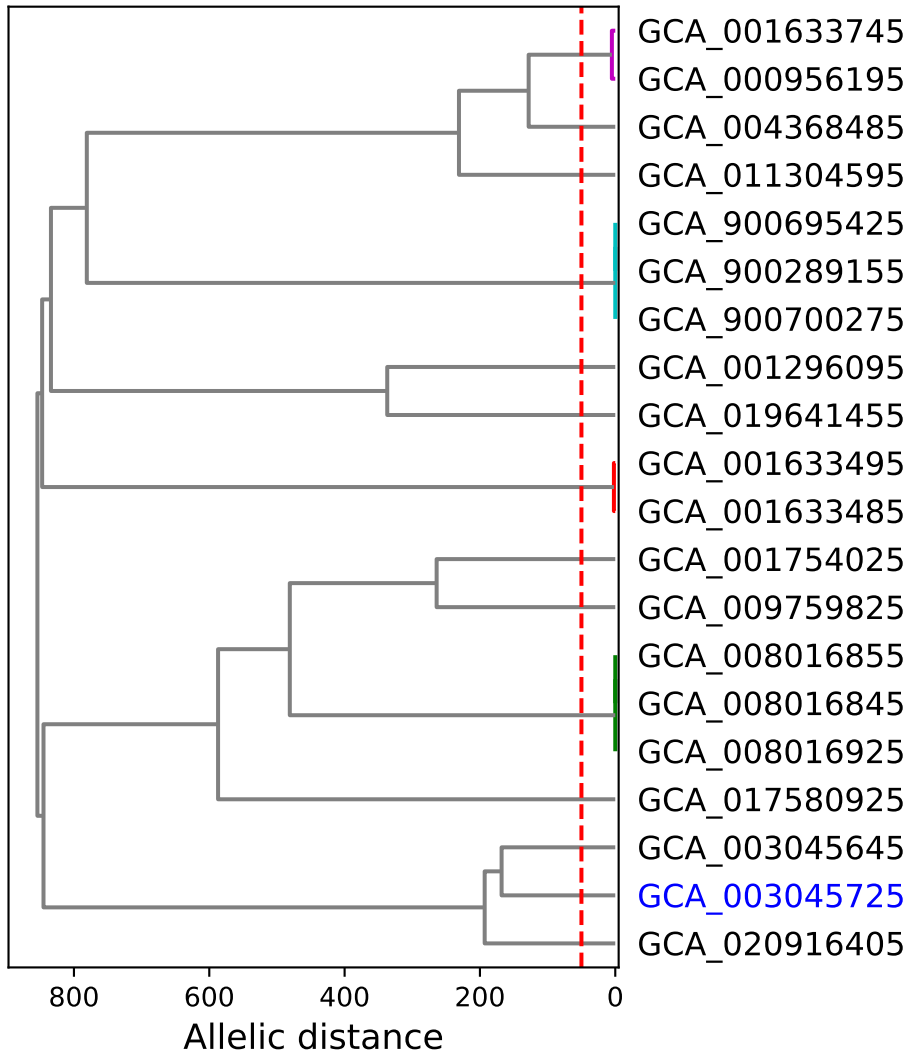 GCA_001633745
GCA_000956195
GCA_004368485
GCA_011304595
GCA_900695425
GCA_900289155
GCA_900700275
GCA_001296095
GCA_019641455
GCA_001633495
GCA_001633485
GCA_001754025
GCA_009759825
GCA_008016855
GCA_008016845
GCA_008016925
GCA_017580925
GCA_003045645
GCA_003045725
GCA_020916405
800 600 400 200 0
Allelic distance